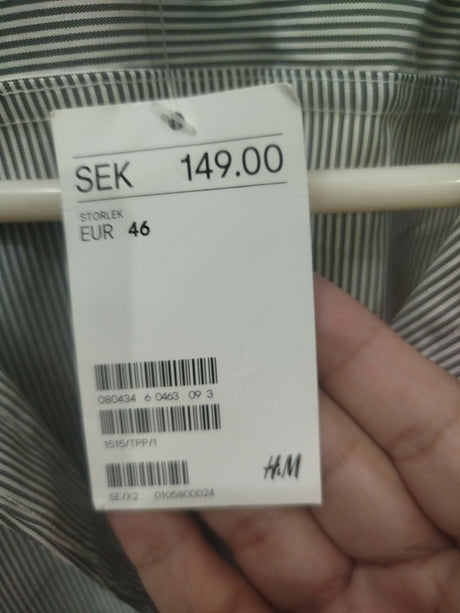 SEK 149.00
STORLEK
EUR 46
080434 6 0463 09 3
1515/TPP/1
H&M
SE/X2 0105800024